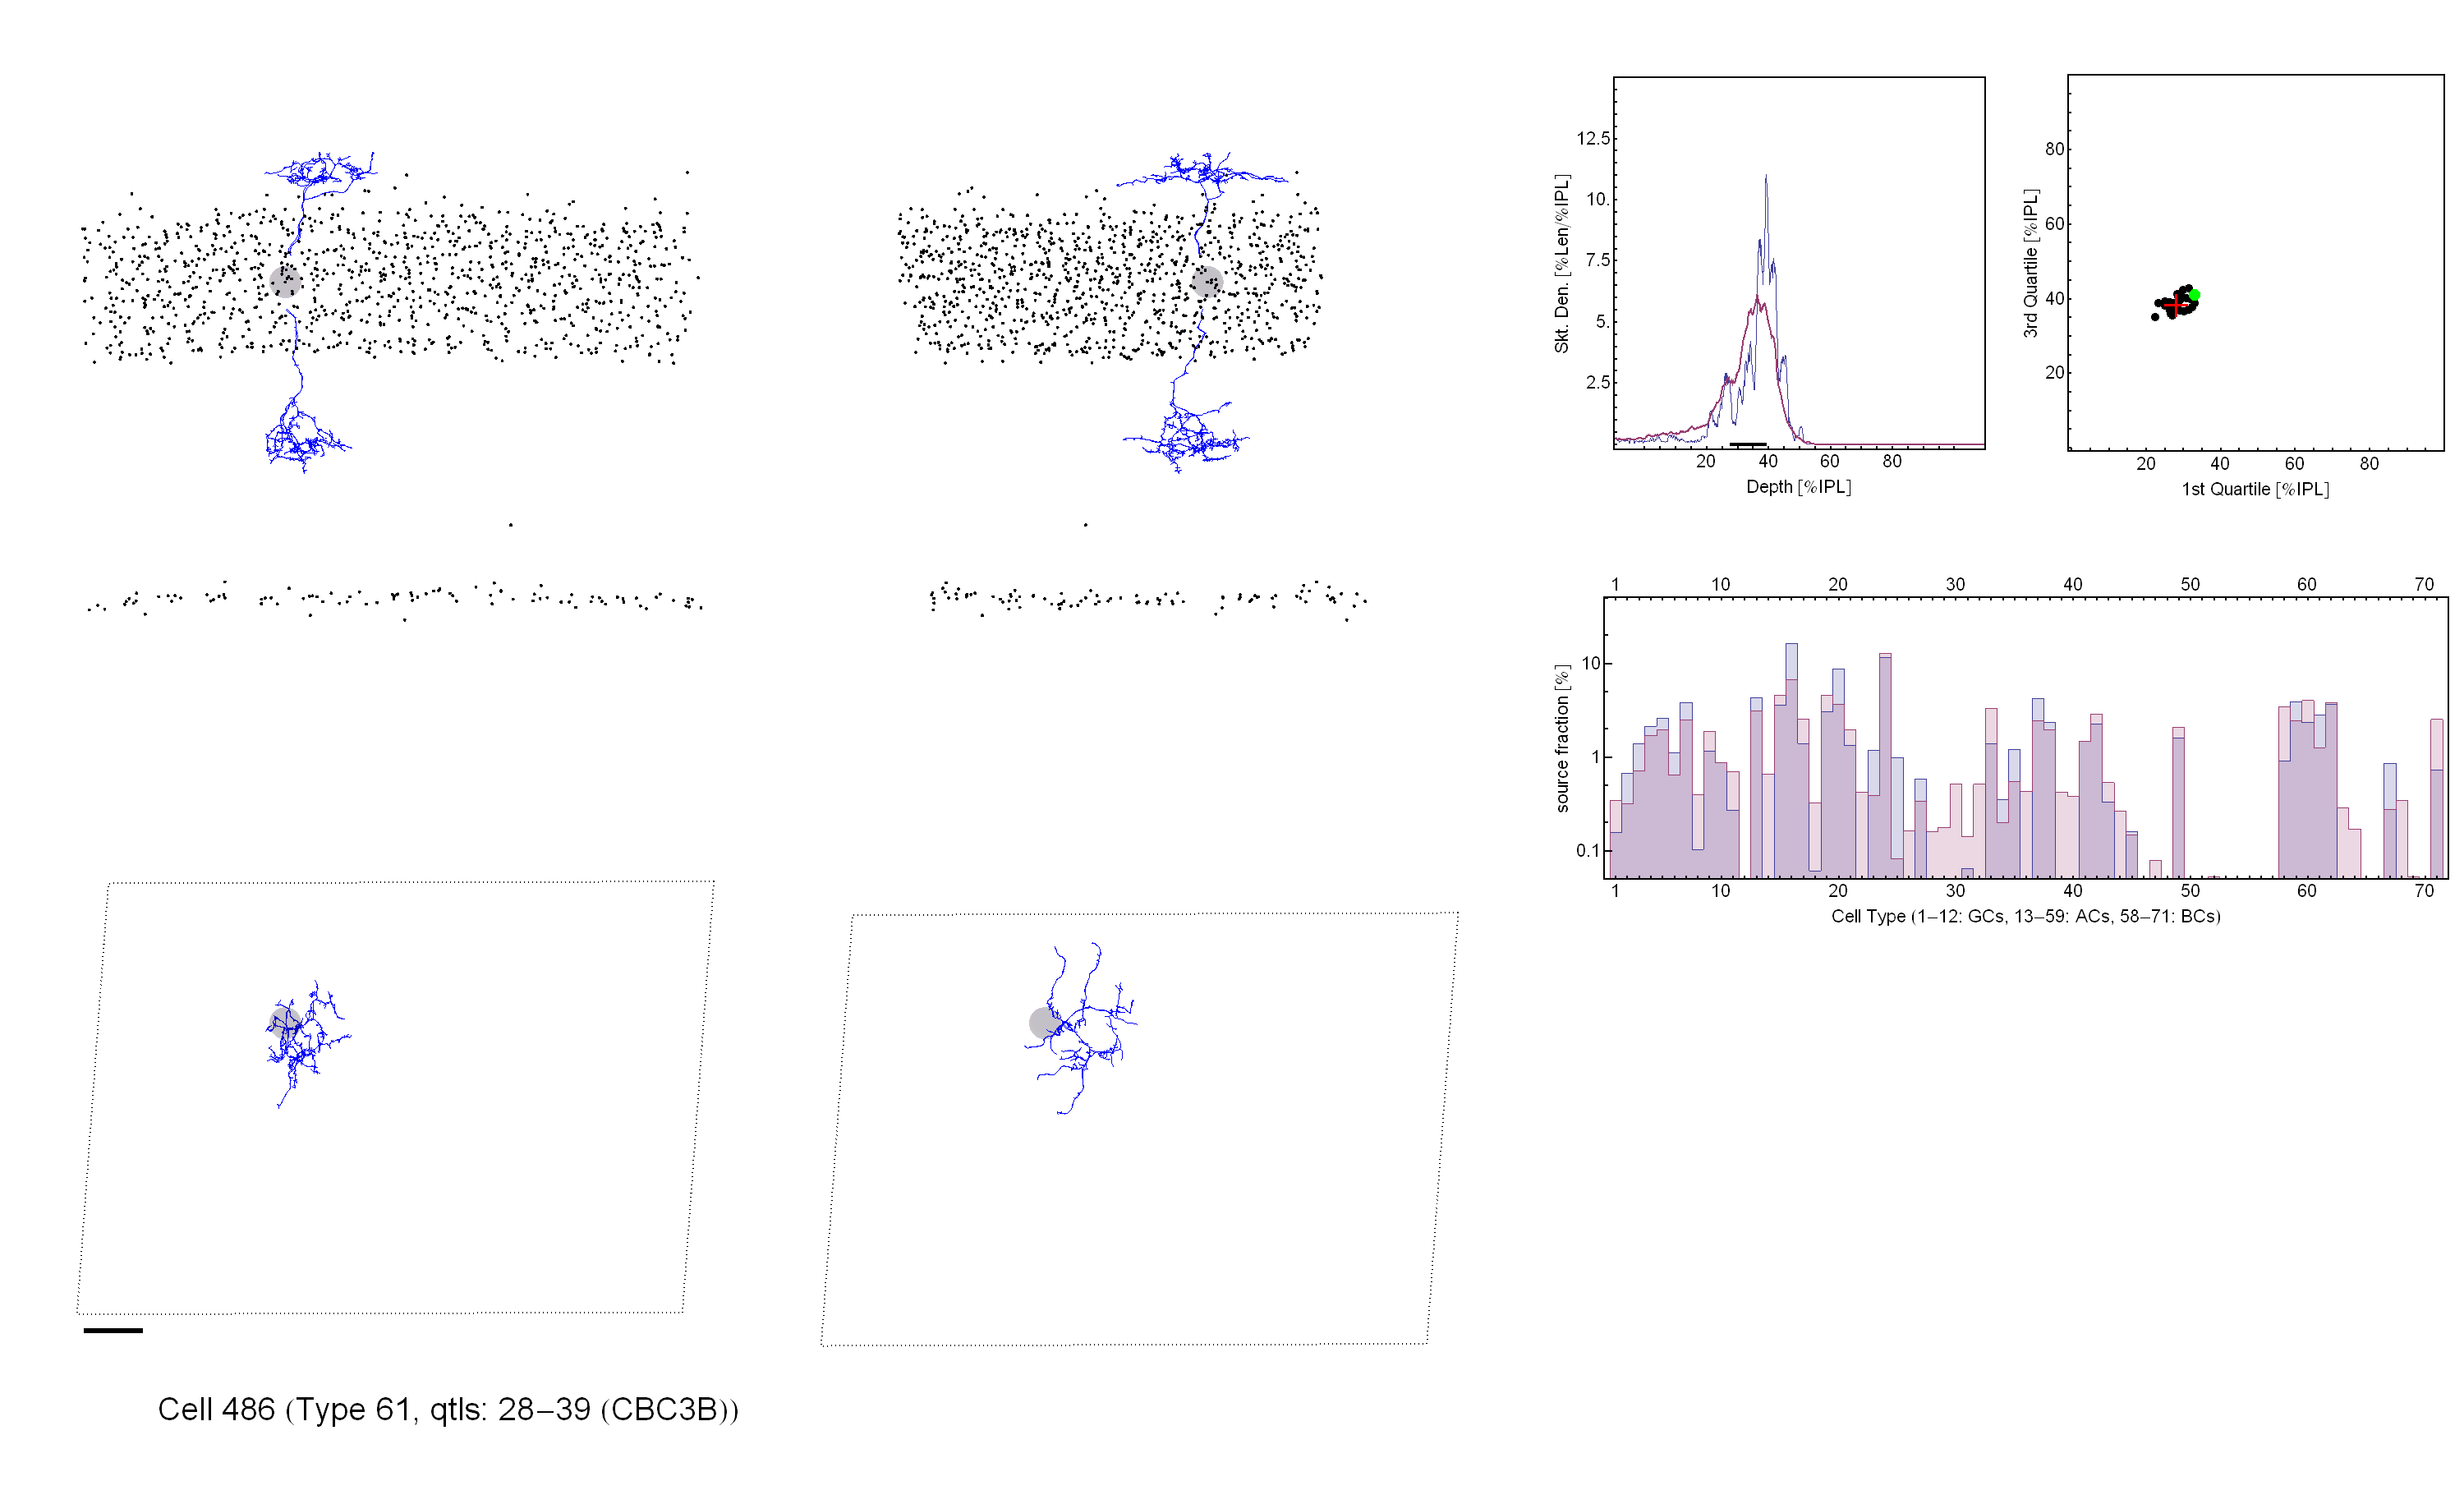 12.5
10.
7.5
5.
2.5
Skt. Den. [%Len/%IPL]
20 40 60 80
Depth [%IPL]
80
60
40
20
3rd Quartile [%IPL]
20 40 60 80
1st Quartile [%IPL]
1 10 20 30 40 50 60 70
10
1
0.1
source fraction [%]
1 10 20 30 40 50 60 70
Cell Type (1–12: GCs, 13–59: ACs, 58–71: BCs)
Cell 486 (Type 61, qtls: 28–39 (CBC3B))